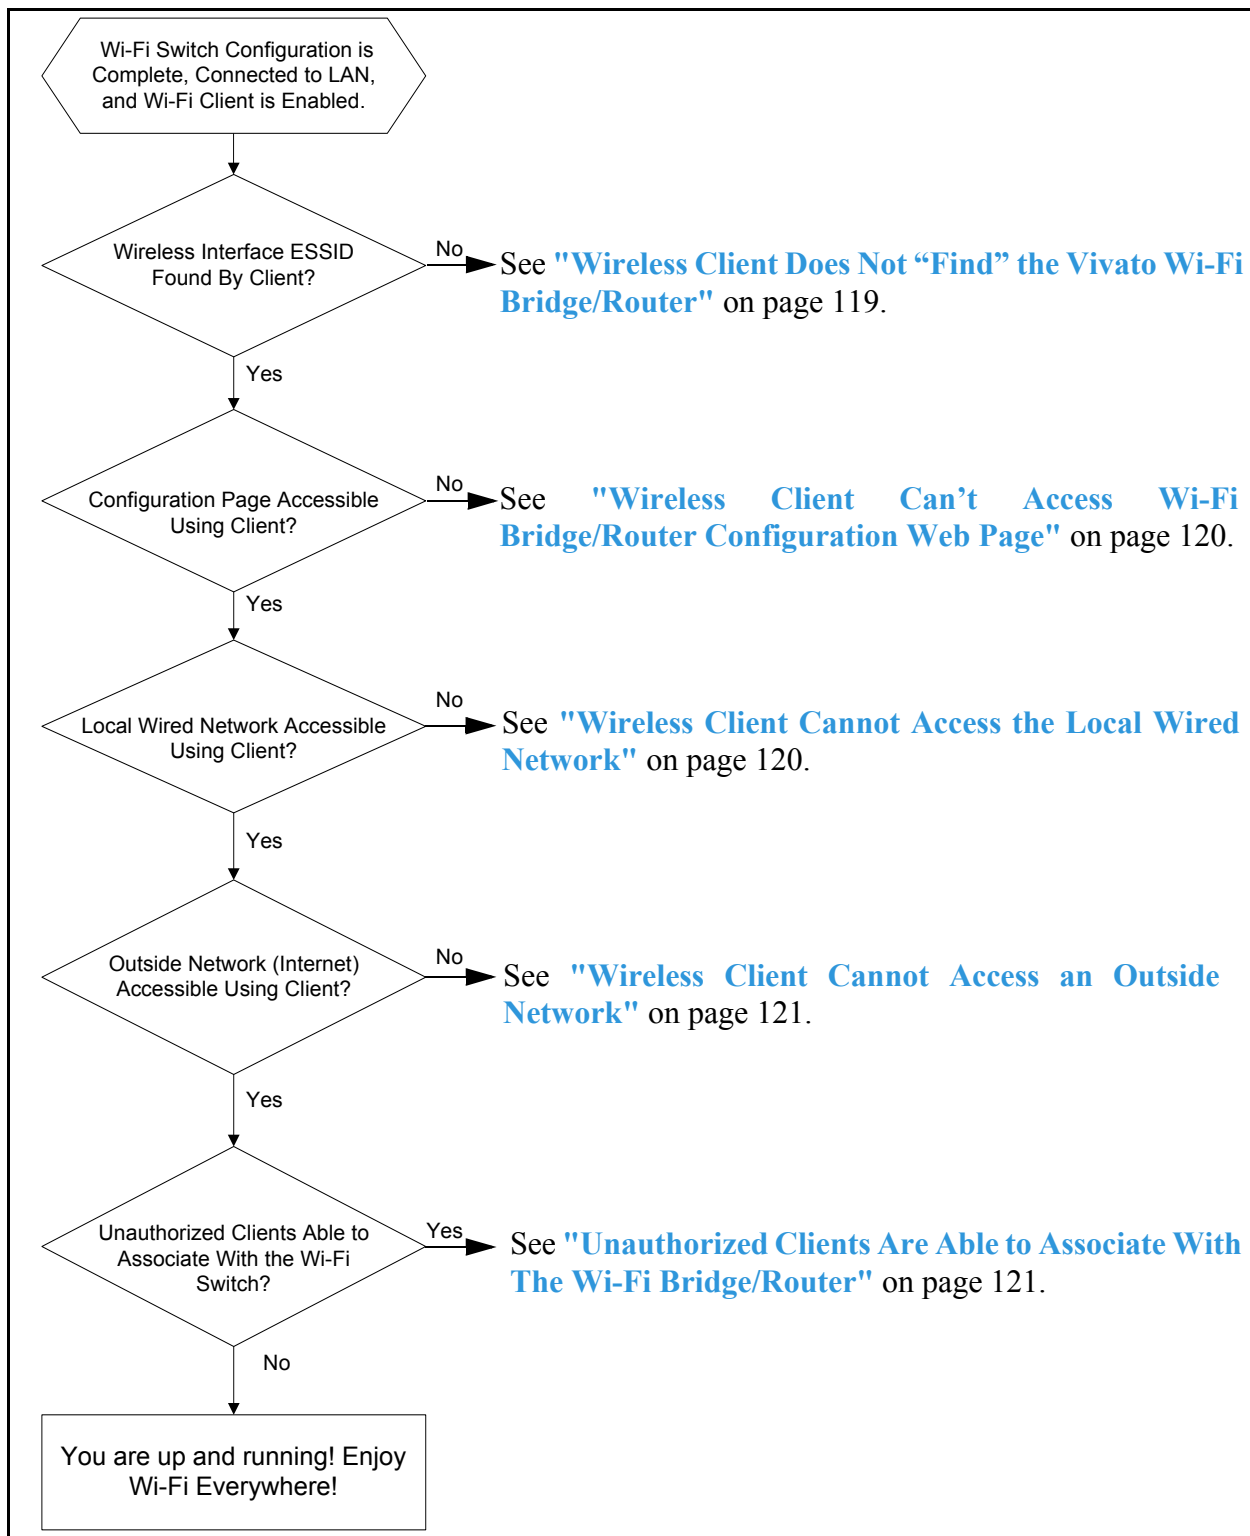 Wi-Fi Switch Configuration is
Complete, Connected to LAN,
and Wi-Fi Client is Enabled.
Wireless Interface ESSID
Found By Client?
No
See "Wireless Client Does Not “Find” the Vivato Wi-Fi
Bridge/Router" on page 119.
Yes
Configuration Page Accessible
Using Client?
No
See "Wireless Client Can’t Access Wi-Fi
Bridge/Router Configuration Web Page" on page 120.
Yes
Local Wired Network Accessible
Using Client?
No
See "Wireless Client Cannot Access the Local Wired
Network" on page 120.
Yes
Outside Network (Internet)
Accessible Using Client?
No
See "Wireless Client Cannot Access an Outside
Network" on page 121.
Yes
Unauthorized Clients Able to
Associate With the Wi-Fi
Switch?
Yes
See "Unauthorized Clients Are Able to Associate With
The Wi-Fi Bridge/Router" on page 121.
No
You are up and running! Enjoy
Wi-Fi Everywhere!